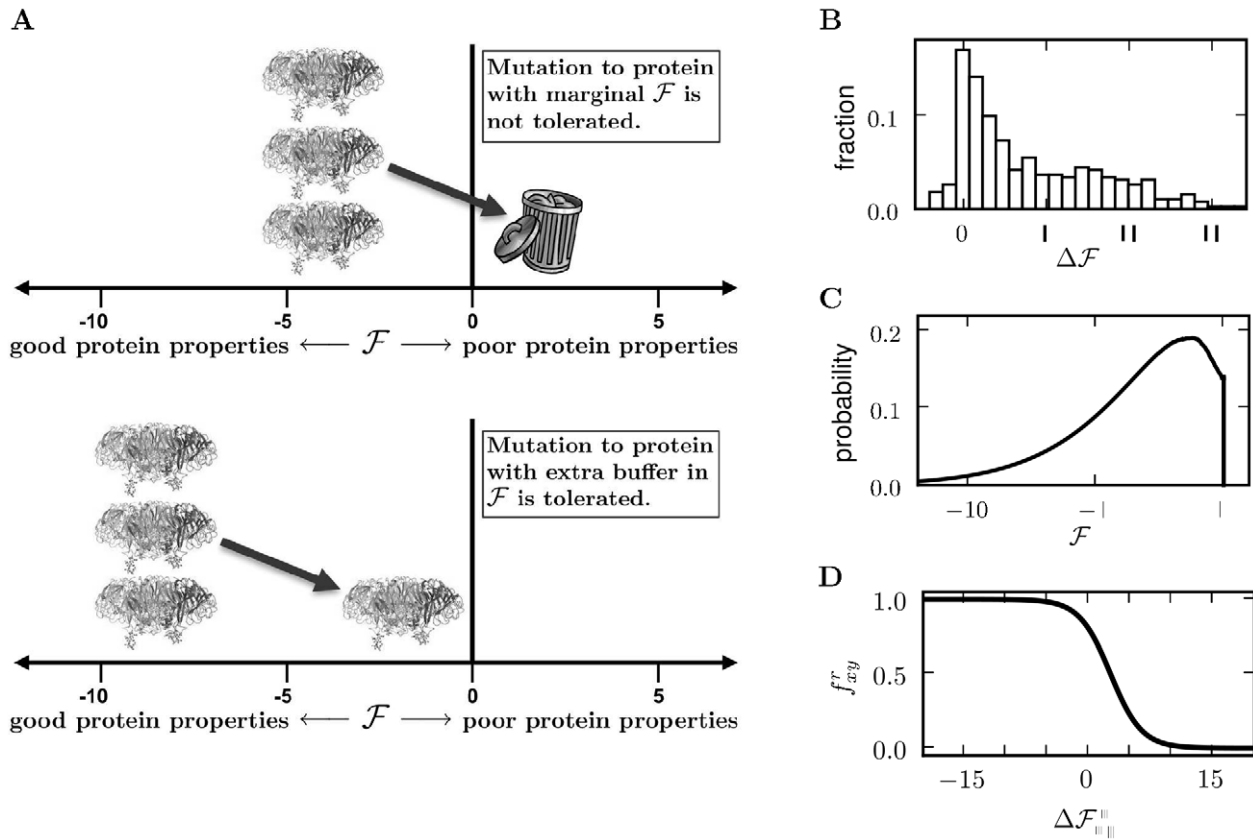 A
Mutation to protein
with marginal ℱ is
not tolerated.
-10 -5 0 5
good protein properties ← ℱ → poor protein properties
Mutation to protein
with extra buffer in
ℱ is tolerated.
-10 -5 0 5
good protein properties ← ℱ → poor protein properties
B
fraction
0.1
0.0
0
Δℱ
C
probability
0.2
0.1
0.0
−10
ℱ
D
f^r_xy
1.0
0.5
0.0
−15 0 15
Δℱ